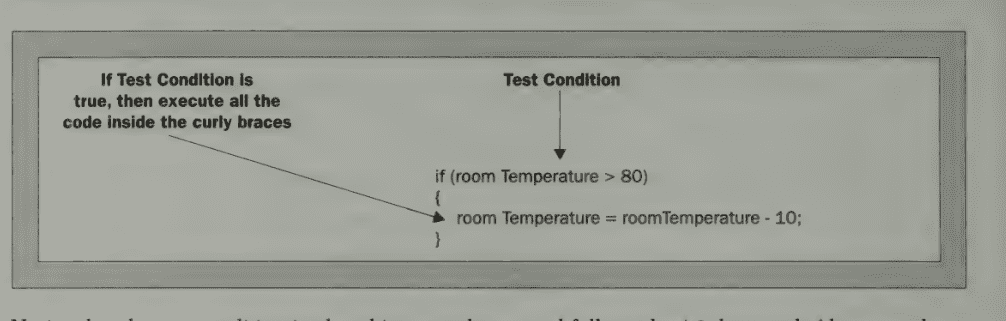 If Test Condition is
true, then execute all the
code inside the curly braces
Test Condition
if (room Temperature > 80)
{
room Temperature = roomTemperature - 10;
}